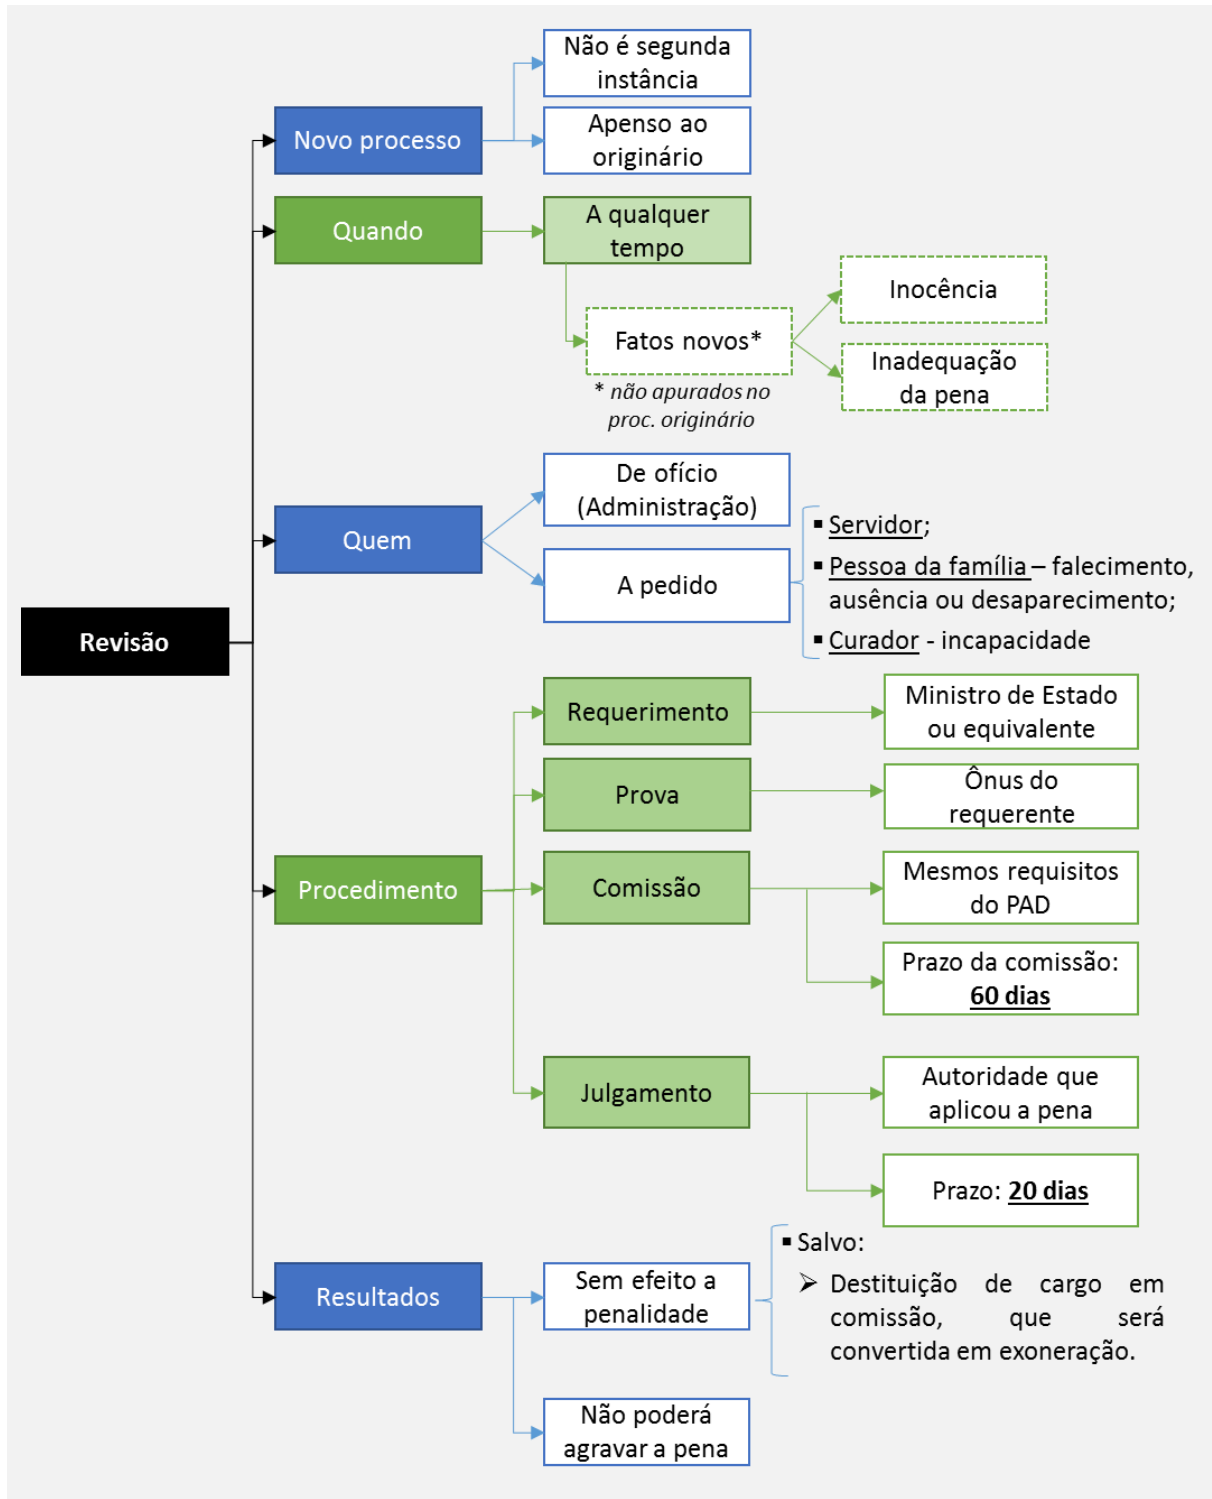 Revisão
Novo processo
Não é segunda
instância
Apenso ao
originário
Quando
A qualquer
tempo
Fatos novos*
* não apurados no
proc. originário
Inocência
Inadequação
da pena
Quem
De ofício
(Administração)
A pedido
▪ Servidor;
▪ Pessoa da família – falecimento,
ausência ou desaparecimento;
▪ Curador - incapacidade
Procedimento
Requerimento
Ministro de Estado
ou equivalente
Prova
Ônus do
requerente
Comissão
Mesmos requisitos
do PAD
Prazo da comissão:
60 dias
Julgamento
Autoridade que
aplicou a pena
Prazo: 20 dias
Resultados
Sem efeito a
penalidade
▪ Salvo:
➢ Destituição de cargo em
comissão, que será
convertida em exoneração.
Não poderá
agravar a pena